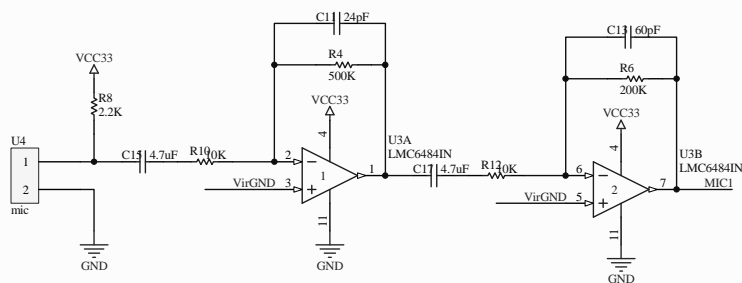 C11 24pF
R4
500K
C13 60pF
R6
200K
VCC33
R8
2.2K
VCC33
VCC33
U4
1
2
mic
C15 4.7uF
R10 10K
4
2
3
1
1
11
VirGND
U3A
LMC6484IN
C17 4.7uF
R12 10K
4
6
5
2
7
11
VirGND
U3B
LMC6484IN
MIC1
GND
GND
GND